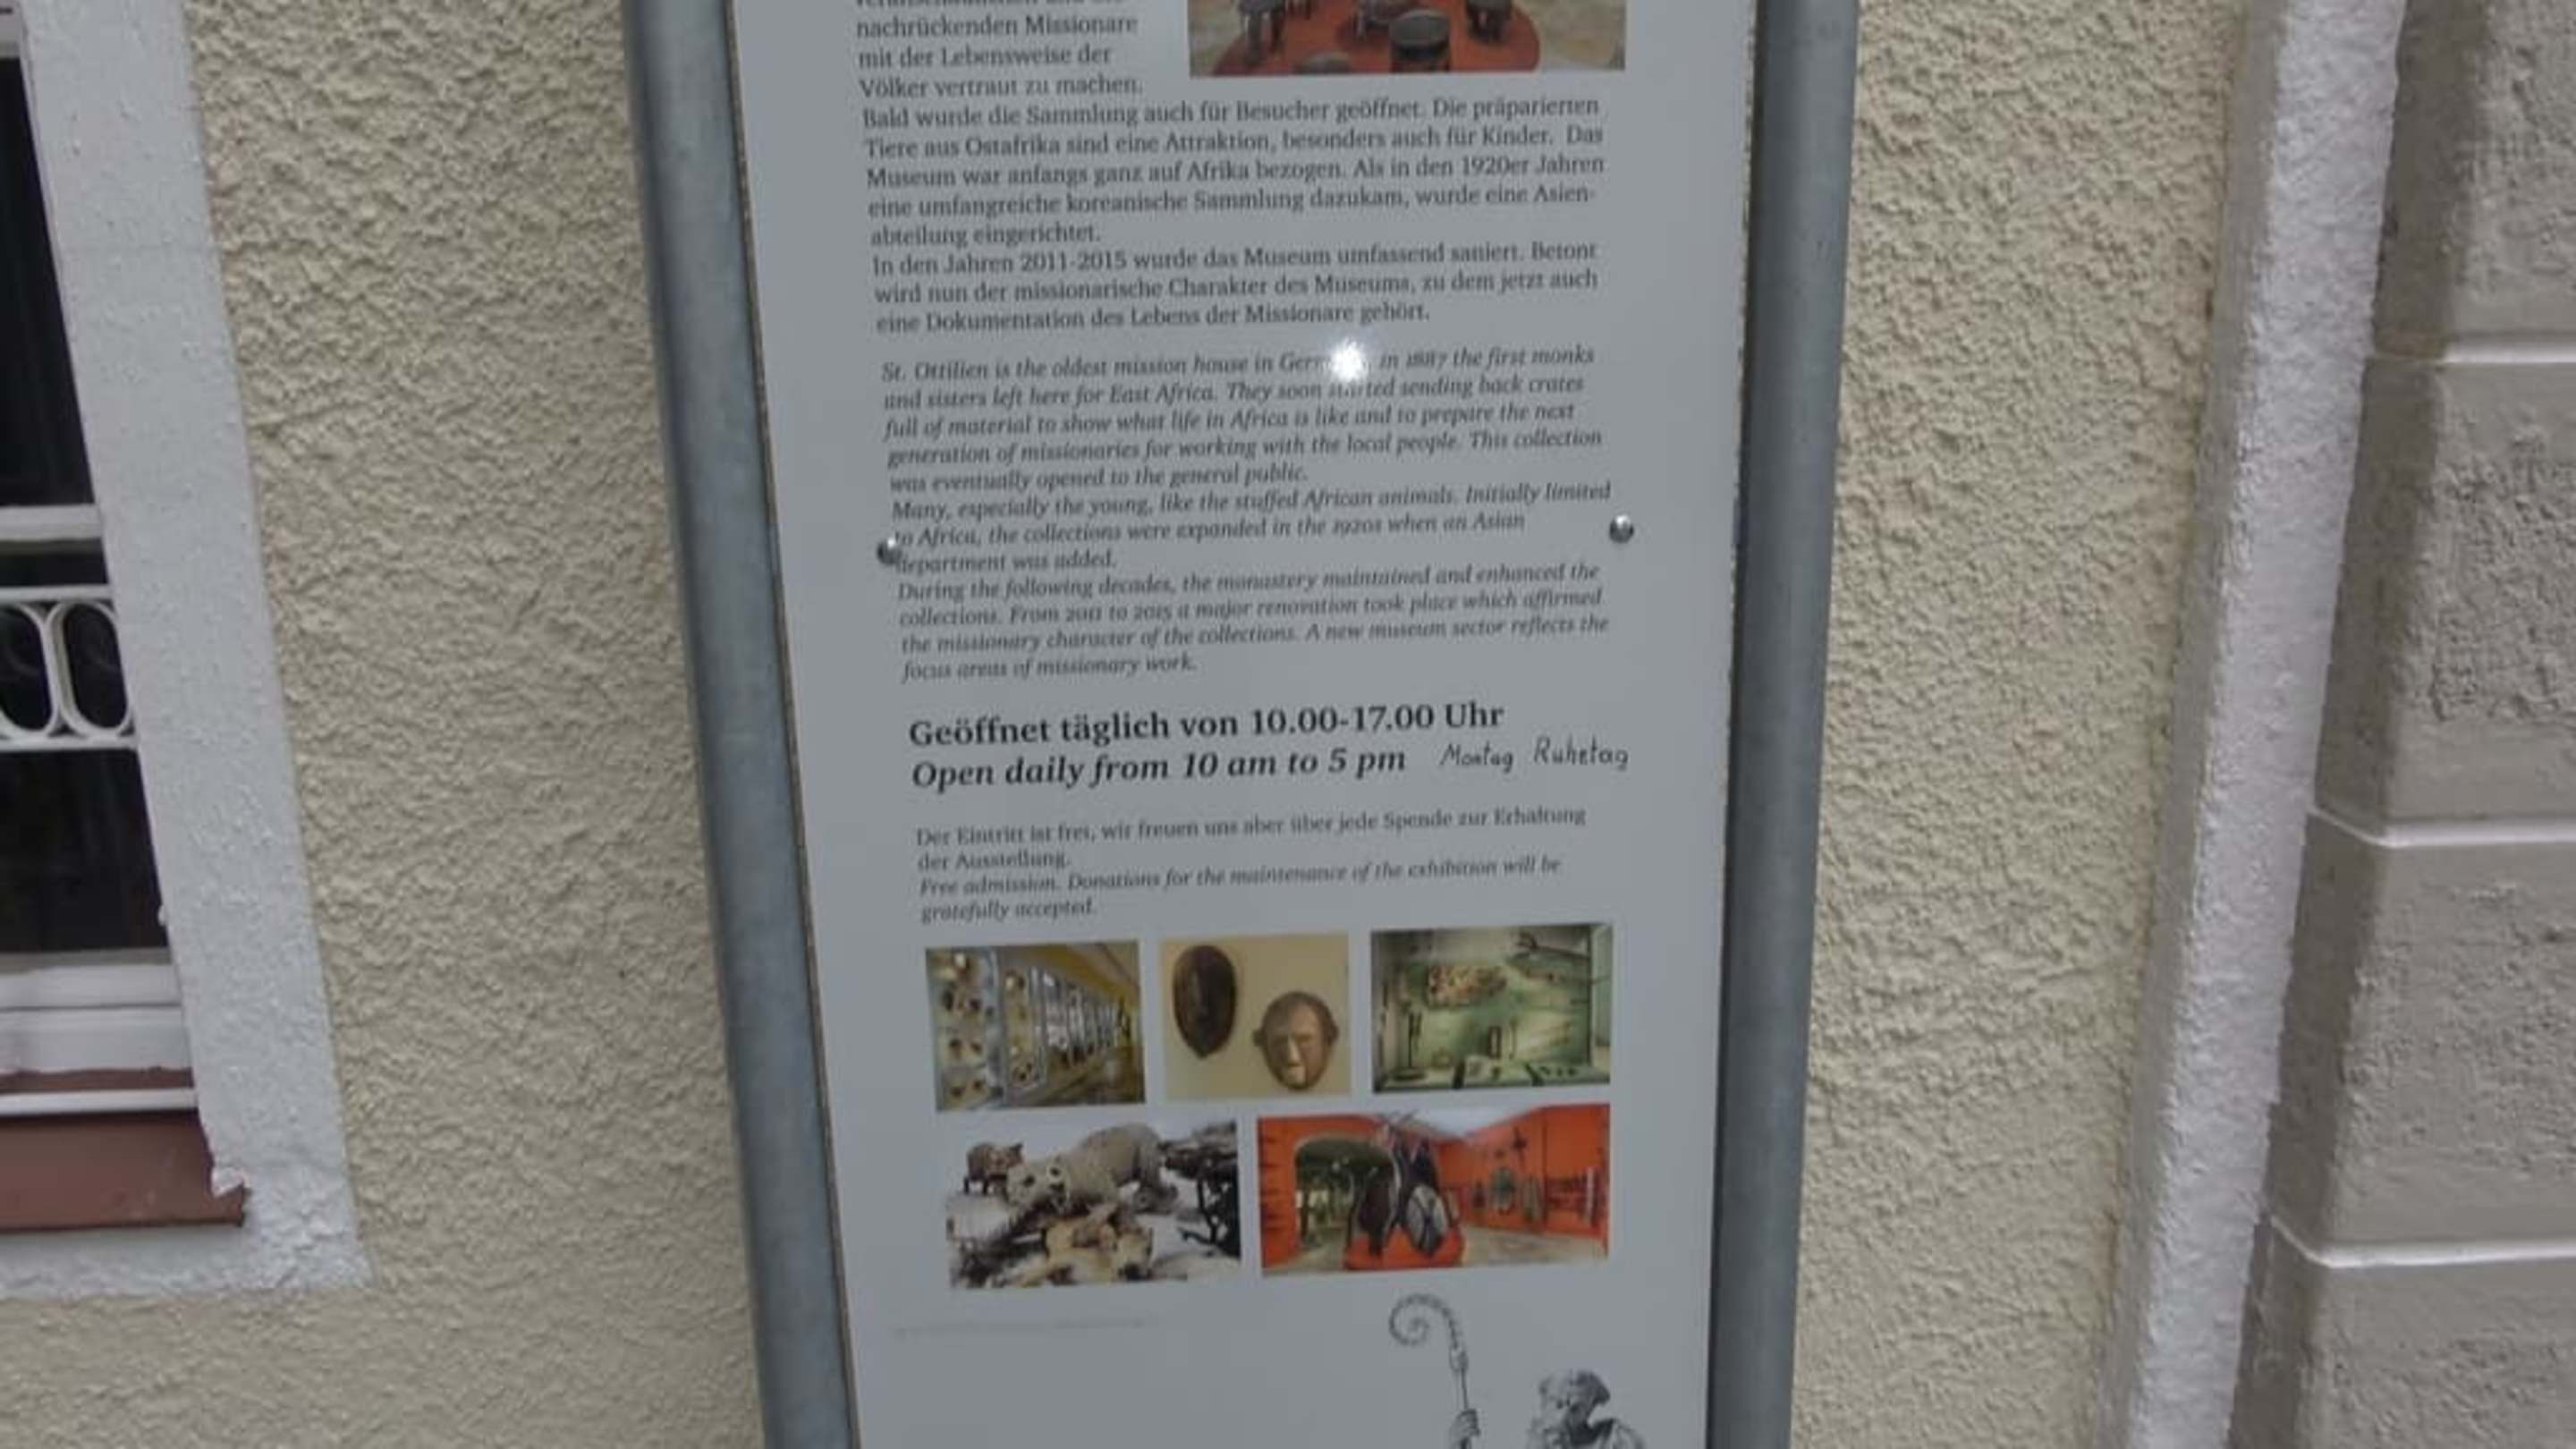 nachrückenden Missionare
mit der Lebensweise der
Völker vertraut zu machen.
Bald wurde die Sammlung auch für Besucher geöffnet. Die präparierten
Tiere aus Ostafrika sind eine Attraktion, besonders auch für Kinder. Das
Museum war anfangs ganz auf Afrika bezogen. Als in den 1920er Jahren
eine umfangreiche koreanische Sammlung dazukam, wurde eine Asien-
abteilung eingerichtet.
In den Jahren 2011-2015 wurde das Museum umfassend saniert. Betont
wird nun der missionarische Charakter des Museums, zu dem jetzt auch
eine Dokumentation des Lebens der Missionare gehört.
St. Ottilien is the oldest mission house in in 1887 the first monks
and sisters left here for East Africa. They soon started sending back crates
full of material to show what life in Africa is like and to prepare the next
generation of missionaries for working with the local people. This collection
was eventually opened to the general public.
Many, especially the young, like the stuffed African animals. Initially limited
to Africa, the collections were expanded in the 1920s when an Asian
department was added.
During the following decades, the monastery maintained and enhanced the
collections. From 2011 to 2015 a major renovation took place which affirmed
the missionary character of the collections. A new museum sector reflects the
focus areas of missionary work.
Geöffnet täglich von 10.00-17.00 Uhr
Open daily from 10 am to 5 pm Montag Ruhetag
Der Eintritt ist frei, wir freuen uns aber über jede Spende zur Erhaltung
der Ausstellung.
Free admission. Donations for the maintenance of the exhibition will be
gratefully accepted.